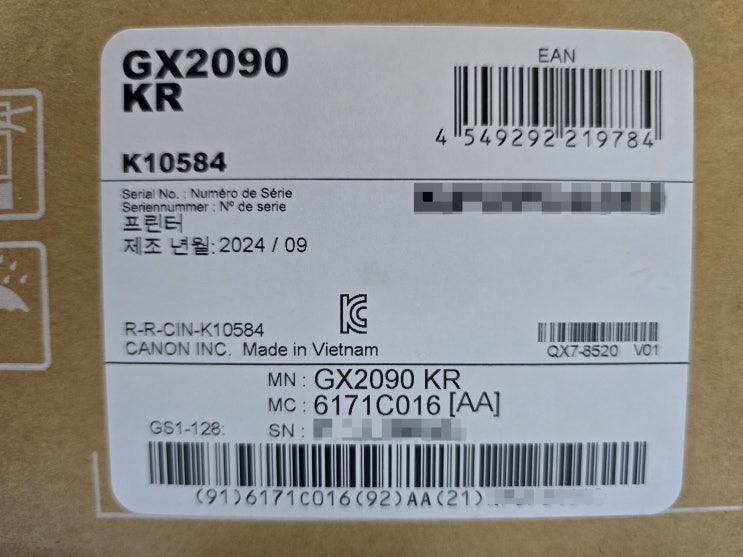 GX2090
KR
EAN
4 549292 219784
K10584
Serial No. : Numéro de Série
Seriennummer : Nº de serie
프린터
제조 년월: 2024 / 09
R-R-CIN-K10584
CANON INC. Made in Vietnam
QX7-8520 V01
MN : GX2090 KR
MC : 6171C016 [AA]
GS1-128: SN :
(91)6171C016(92)AA(21)